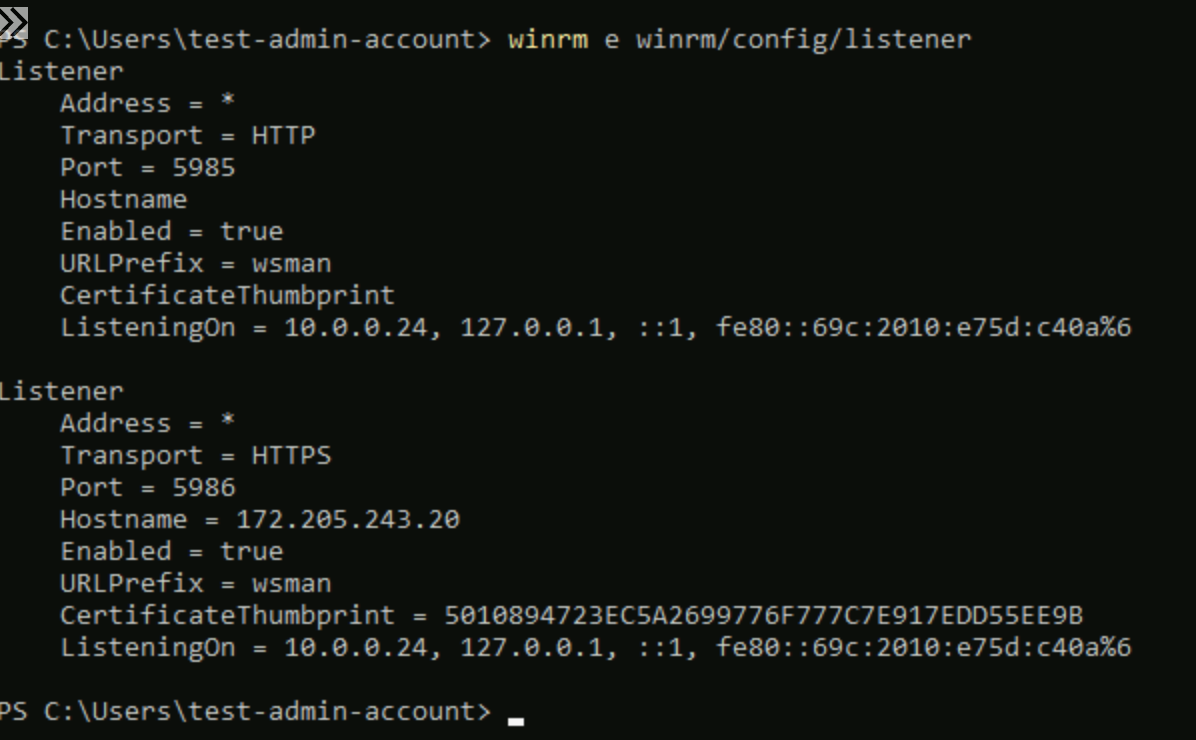 PS C:\Users\test-admin-account> winrm e winrm/config/listener
Listener
    Address = *
    Transport = HTTP
    Port = 5985
    Hostname
    Enabled = true
    URLPrefix = wsman
    CertificateThumbprint
    ListeningOn = 10.0.0.24, 127.0.0.1, ::1, fe80::69c:2010:e75d:c40a%6

Listener
    Address = *
    Transport = HTTPS
    Port = 5986
    Hostname = 172.205.243.20
    Enabled = true
    URLPrefix = wsman
    CertificateThumbprint = 5010894723EC5A2699776F777C7E917EDD55EE9B
    ListeningOn = 10.0.0.24, 127.0.0.1, ::1, fe80::69c:2010:e75d:c40a%6

PS C:\Users\test-admin-account>